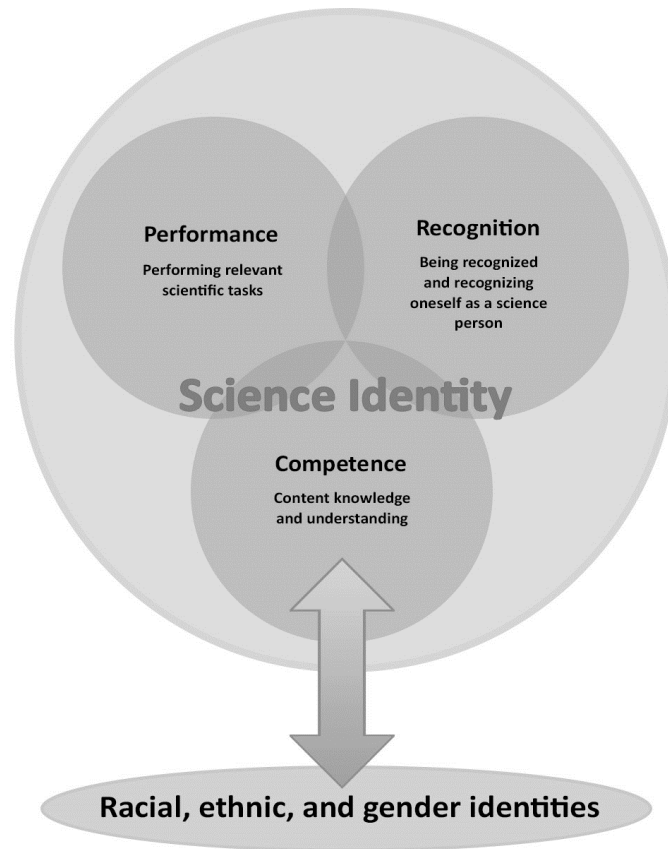 Performance
Performing relevant
scientific tasks
Recognition
Being recognized
and recognizing
oneself as a science
person
Science Identity
Competence
Content knowledge
and understanding
Racial, ethnic, and gender identities